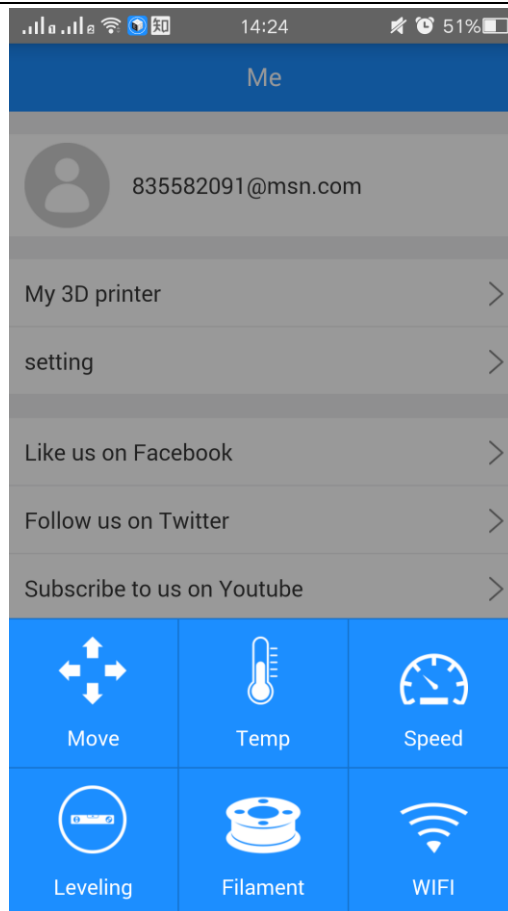 知 14:24 51%
Me
835582091@msn.com
My 3D printer
setting
Like us on Facebook
Follow us on Twitter
Subscribe to us on Youtube
Move Temp Speed
Leveling Filament WIFI